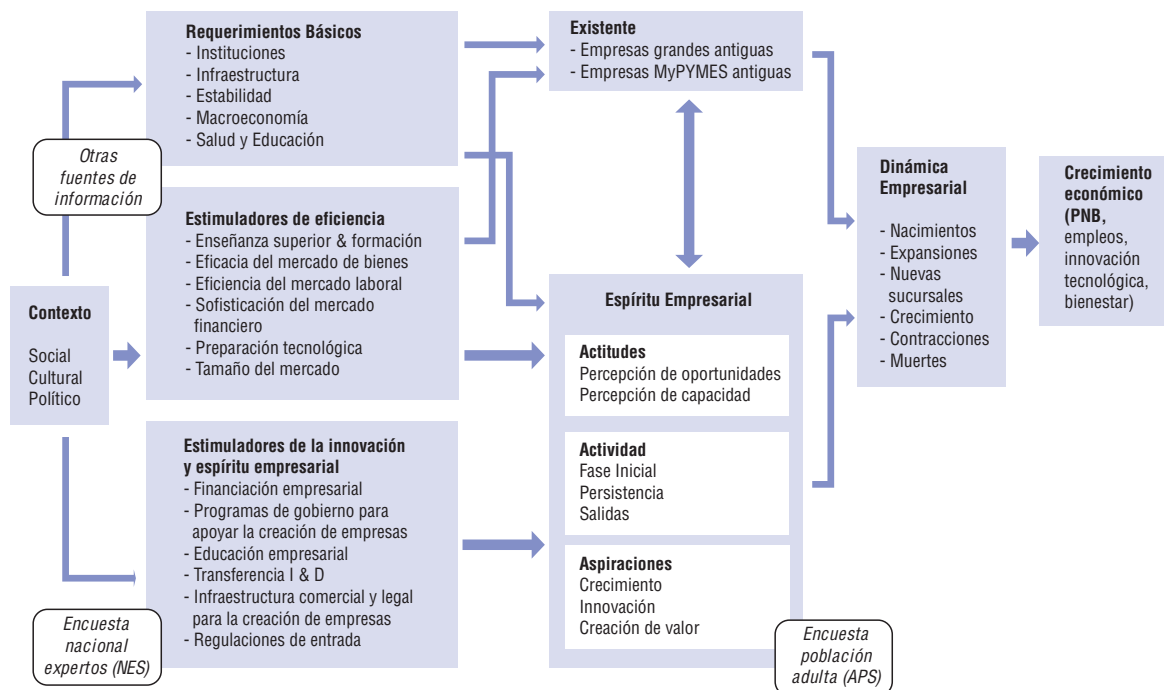 Requerimientos Básicos
- Instituciones
- Infraestructura
- Estabilidad
- Macroeconomía
- Salud y Educación
Otras
fuentes de
información
Estimuladores de eficiencia
- Enseñanza superior & formación
- Eficacia del mercado de bienes
- Eficiencia del mercado laboral
- Sofisticación del mercado
financiero
- Preparación tecnológica
- Tamaño del mercado
Contexto
Social
Cultural
Político
Estimuladores de la innovación
y espíritu empresarial
- Financiación empresarial
- Programas de gobierno para
apoyar la creación de empresas
- Educación empresarial
- Transferencia I & D
- Infraestructura comercial y legal
para la creación de empresas
- Regulaciones de entrada
Encuesta
nacional
expertos (NES)
Existente
- Empresas grandes antiguas
- Empresas MyPYMES antiguas
Espíritu Empresarial
Actitudes
Percepción de oportunidades
Percepción de capacidad
Actividad
Fase Inicial
Persistencia
Salidas
Aspiraciones
Crecimiento
Innovación
Creación de valor
Encuesta
población
adulta (APS)
Dinámica
Empresarial
- Nacimientos
- Expansiones
- Nuevas
sucursales
- Crecimiento
- Contracciones
- Muertes
Crecimiento
económico
(PNB,
empleos,
innovación
tecnológica,
bienestar)